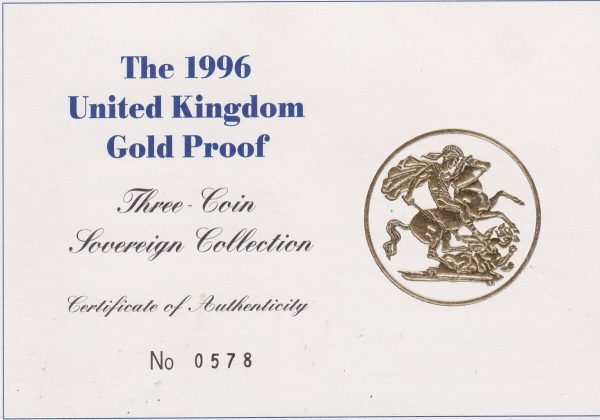 The 1996
United Kingdom
Gold Proof
Three-Coin
Sovereign Collection
Certificate of Authenticity
No 0578